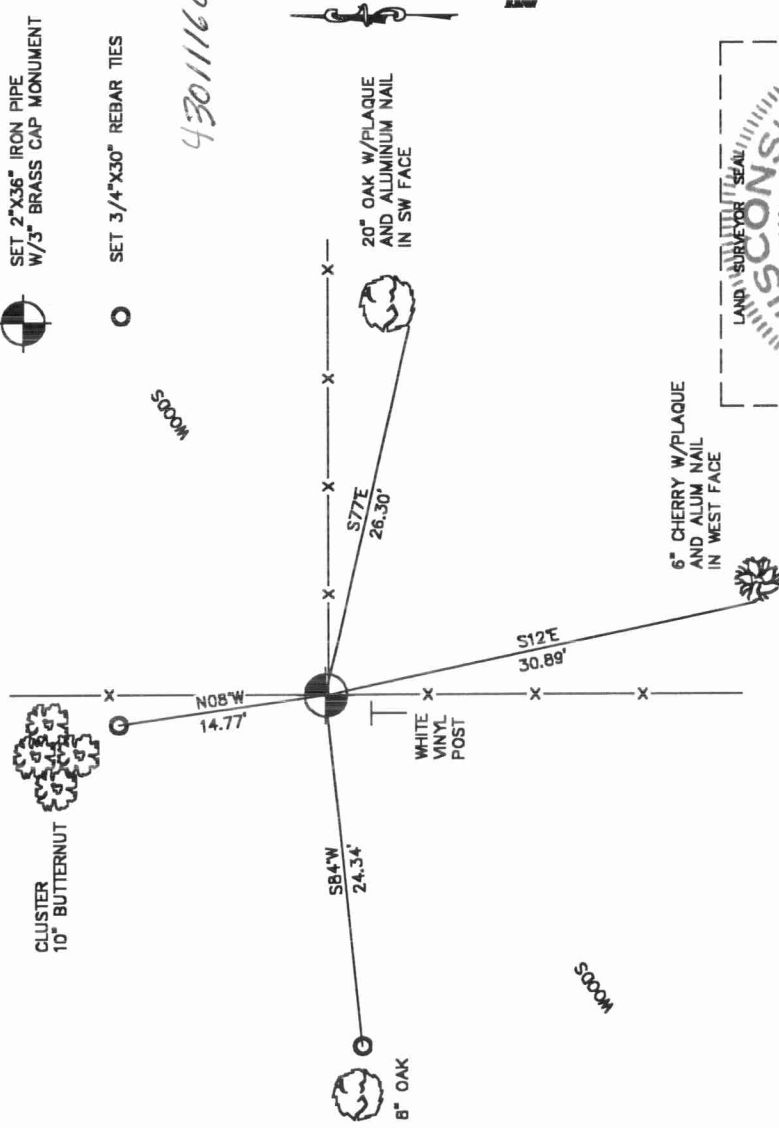 SET 2"X36" IRON PIPE
W/3" BRASS CAP MONUMENT
SET 3/4"X30" REBAR TIES
4301116
WOODS
20" OAK W/PLAQUE
AND ALUMINUM NAIL
IN SW FACE
CLUSTER
10" BUTTERNUT
N08°W
14.77'
S77°E
26.30'
S84°W
24.34'
WHITE
VINYL
POST
S12°E
30.89'
6" CHERRY W/PLAQUE
AND ALUM NAIL
IN WEST FACE
8" OAK
WOODS
LAND SURVEYOR SEAL
SCONS